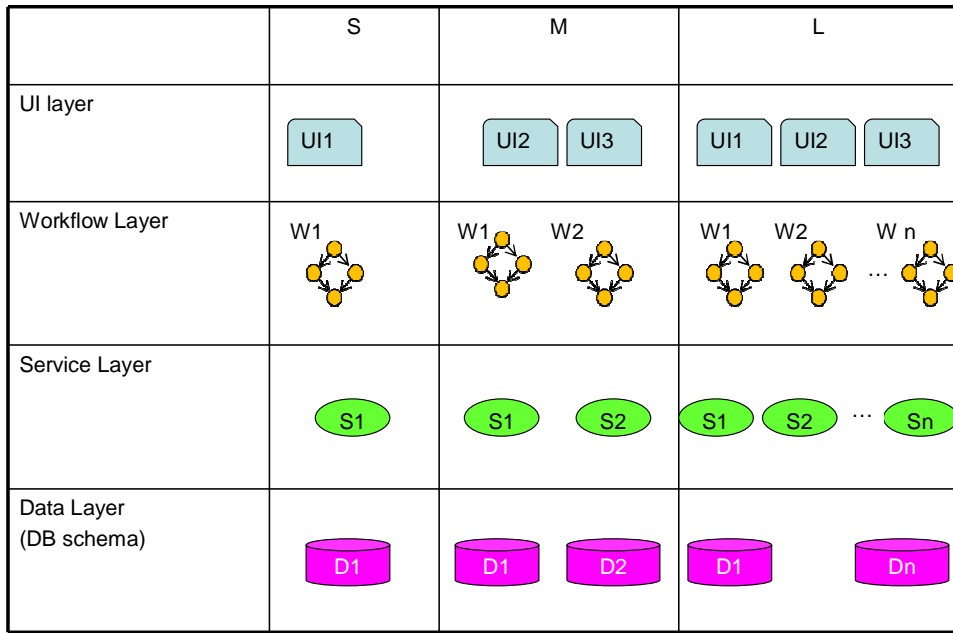 S M L
UI layer
UI1 UI2 UI3 UI1 UI2 UI3
Workflow Layer
W1 W1 W2 W1 W2 W n
...
Service Layer
S1 S1 S2 S1 S2 ... Sn
Data Layer
(DB schema)
D1 D1 D2 D1 Dn